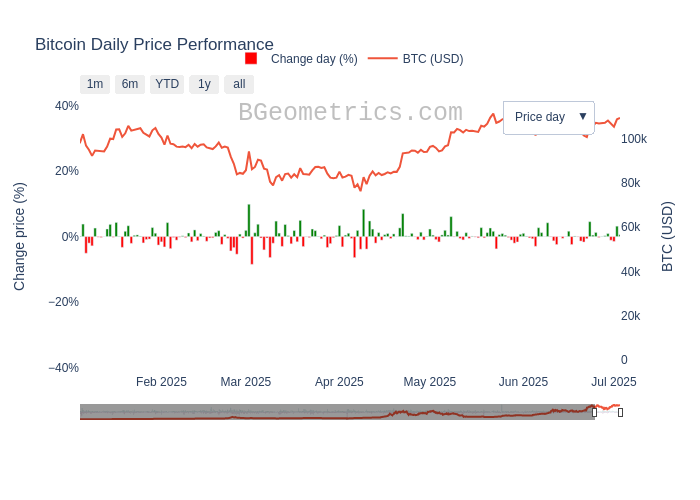 Bitcoin Daily Price Performance
Change day (%) BTC (USD)
1m 6m YTD 1y all
BGeometrics.com
Price day ▼
40%
20%
0%
−20%
−40%
Change price (%)
100k
80k
60k
40k
20k
0
BTC (USD)
Feb 2025 Mar 2025 Apr 2025 May 2025 Jun 2025 Jul 2025